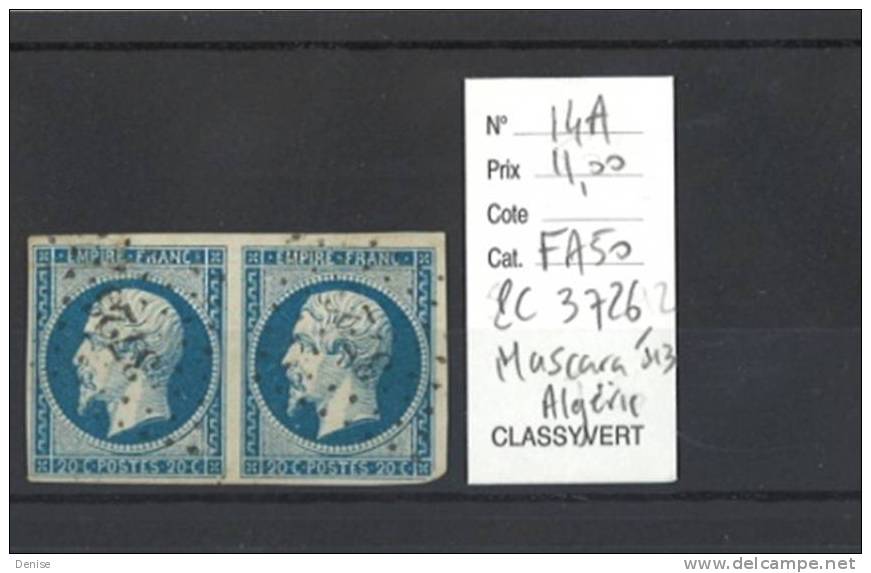 EMPIRE FRANC
EMPIRE FRANC
20 C POSTES 20 C
20 C POSTES 20 C
N° 14A
Prix 11,00
Cote
Cat. FA50
3726
Mascara
Algérie
CLASSYVERT
Denise
www.delcampe.net